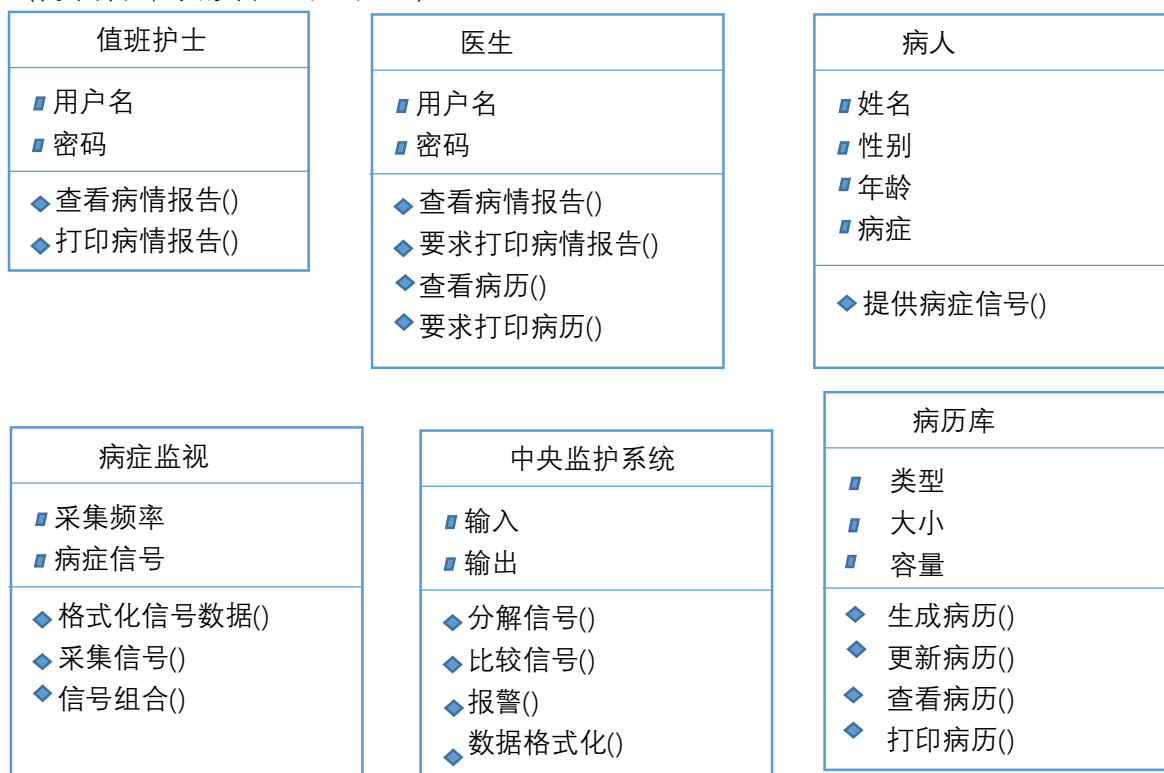 值班护士
用户名
密码
查看病情报告()
打印病情报告()
医生
用户名
密码
查看病情报告()
要求打印病情报告()
查看病历()
要求打印病历()
病人
姓名
性别
年龄
病症
提供病症信号()
病症监视
采集频率
病症信号
格式化信号数据()
采集信号()
信号组合()
中央监护系统
输入
输出
分解信号()
比较信号()
报警()
数据格式化()
病历库
类型
大小
容量
生成病历()
更新病历()
查看病历()
打印病历()